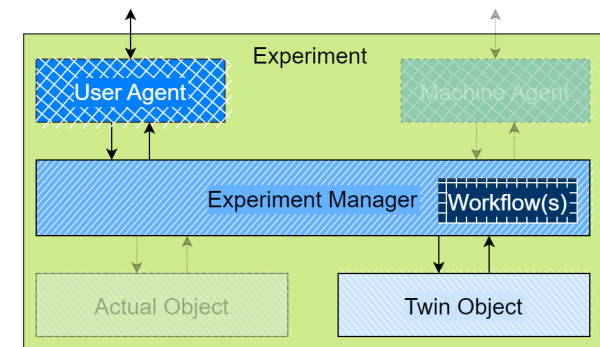 Experiment
User Agent
Machine Agent
Experiment Manager
Workflow(s)
Actual Object
Twin Object